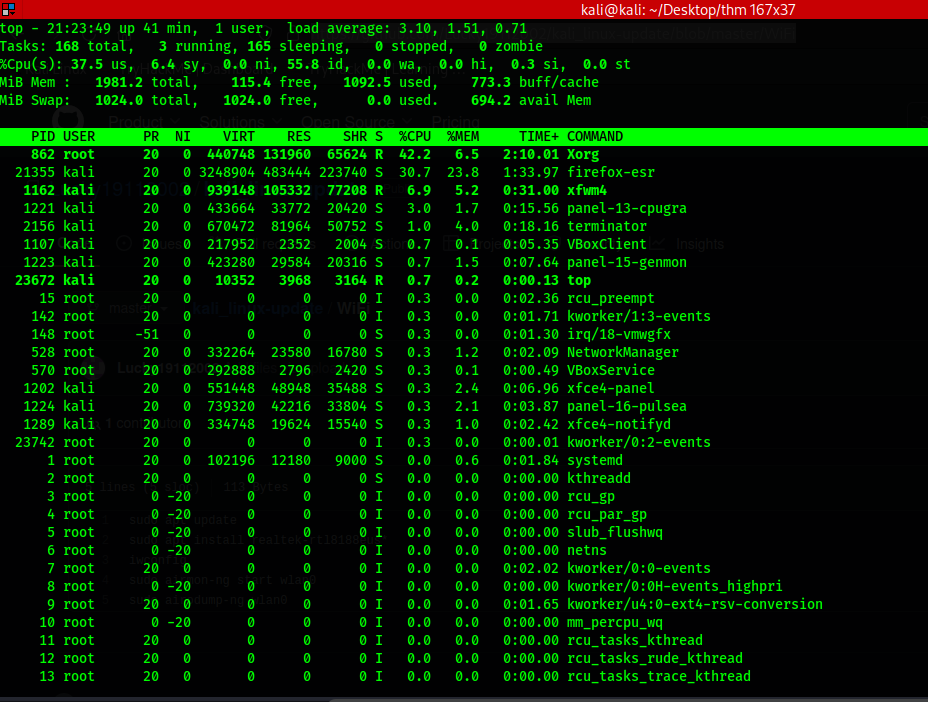 kali@kali: ~/Desktop/thm 167x37
top - 21:23:49 up 41 min,  1 user,  load average: 3.10, 1.51, 0.71
Tasks: 168 total,   3 running, 165 sleeping,   0 stopped,   0 zombie
%Cpu(s): 37.5 us,  6.4 sy,  0.0 ni, 55.8 id,  0.0 wa,  0.0 hi,  0.3 si,  0.0 st
MiB Mem :   1981.2 total,    115.4 free,   1092.5 used,    773.3 buff/cache
MiB Swap:   1024.0 total,   1024.0 free,      0.0 used.    694.2 avail Mem
Product Solutions Open Source Pricing
PID USER      PR  NI    VIRT    RES    SHR S  %CPU  %MEM     TIME+ COMMAND
862 root      20   0  440748 131960  65624 R  42.2   6.5   2:10.01 Xorg
21355 kali      20   0 3248904 483444 223740 S  30.7  23.8   1:33.97 firefox-esr
1162 kali      20   0  939148 105332  77208 R   6.9   5.2   0:31.00 xfwm4
1221 kali      20   0  433664  33772  20420 S   3.0   1.7   0:15.56 panel-13-cpugra
2156 kali      20   0  670472  81964  50752 S   1.0   4.0   0:18.16 terminator
1107 kali      20   0  217952   2352   2004 S   0.7   0.1   0:05.35 VBoxClient
Insights
1223 kali      20   0  423280  29584  20316 S   0.7   1.5   0:07.64 panel-15-genmon
23672 kali      20   0   10352   3968   3164 R   0.7   0.2   0:00.13 top
15 root      20   0       0      0      0 I   0.3   0.0   0:02.36 rcu_preempt
142 root      20   0       0      0      0 I   0.3   0.0   0:01.71 kworker/1:3-events
148 root     -51   0       0      0      0 S   0.3   0.0   0:01.30 irq/18-vmwgfx
528 root      20   0  332264  23580  16780 S   0.3   1.2   0:02.09 NetworkManager
570 root      20   0  292888   2796   2420 S   0.3   0.1   0:00.49 VBoxService
1202 kali      20   0  551448  48948  35488 S   0.3   2.4   0:06.96 xfce4-panel
1224 kali      20   0  739320  42216  33804 S   0.3   2.1   0:03.87 panel-16-pulsea
1289 kali      20   0  334748  19624  15540 S   0.3   1.0   0:02.42 xfce4-notifyd
23742 root      20   0       0      0      0 I   0.3   0.0   0:00.01 kworker/0:2-events
1 root      20   0  102196  12180   9000 S   0.0   0.6   0:01.84 systemd
2 root      20   0       0      0      0 S   0.0   0.0   0:00.00 kthreadd
3 root       0 -20       0      0      0 I   0.0   0.0   0:00.00 rcu_gp
4 root       0 -20       0      0      0 I   0.0   0.0   0:00.00 rcu_par_gp
5 root       0 -20       0      0      0 I   0.0   0.0   0:00.00 slub_flushwq
6 root       0 -20       0      0      0 I   0.0   0.0   0:00.00 netns
7 root      20   0       0      0      0 I   0.0   0.0   0:02.02 kworker/0:0-events
8 root       0 -20       0      0      0 I   0.0   0.0   0:00.00 kworker/0:0H-events_highpri
9 root      20   0       0      0      0 I   0.0   0.0   0:01.65 kworker/u4:0-ext4-rsv-conversion
10 root       0 -20       0      0      0 I   0.0   0.0   0:00.00 mm_percpu_wq
11 root      20   0       0      0      0 I   0.0   0.0   0:00.00 rcu_tasks_kthread
12 root      20   0       0      0      0 I   0.0   0.0   0:00.00 rcu_tasks_rude_kthread
13 root      20   0       0      0      0 I   0.0   0.0   0:00.00 rcu_tasks_trace_kthread